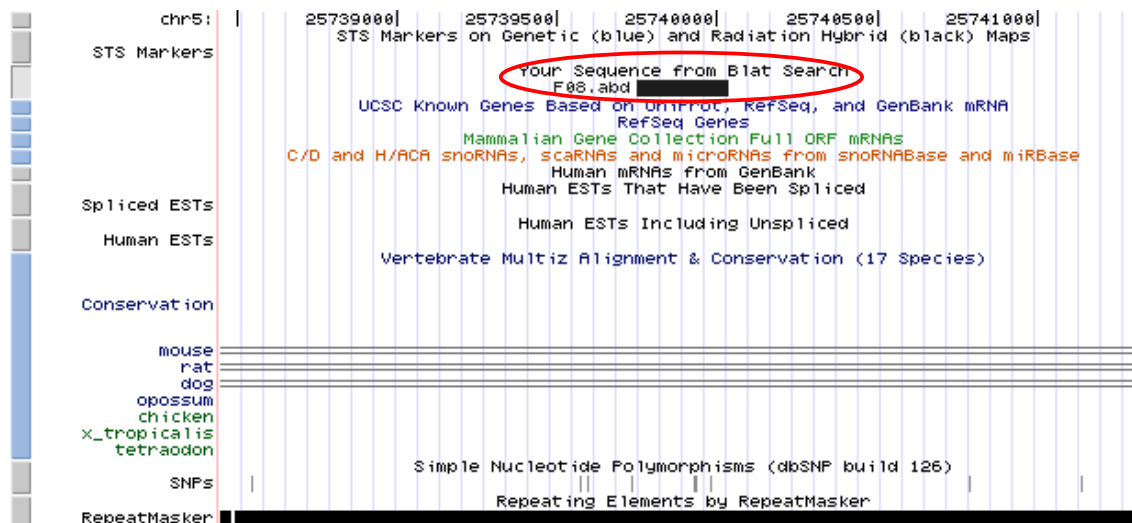 chr5: | 25739000| 25739500| 25740000| 25740500| 25741000|
STS Markers on Genetic (blue) and Radiation Hybrid (black) Maps
STS Markers
Your Sequence from Blat Search
F08.abd
UCSC Known Genes Based on UniProt, RefSeq, and GenBank mRNA
RefSeq Genes
Mammalian Gene Collection Full ORF mRNAs
C/D and H/ACA snoRNAs, scaRNAs and microRNAs from snoRNABase and miRBase
Human mRNAs from GenBank
Human ESTs That Have Been Spliced
Spliced ESTs
Human ESTs Including Unspliced
Human ESTs
Vertebrate Multiz Alignment & Conservation (17 Species)
Conservation
mouse
rat
dog
opossum
chicken
x_tropicalis
tetraodon
Simple Nucleotide Polymorphisms (dbSNP build 126)
SNPs
Repeating Elements by RepeatMasker
RepeatMasker